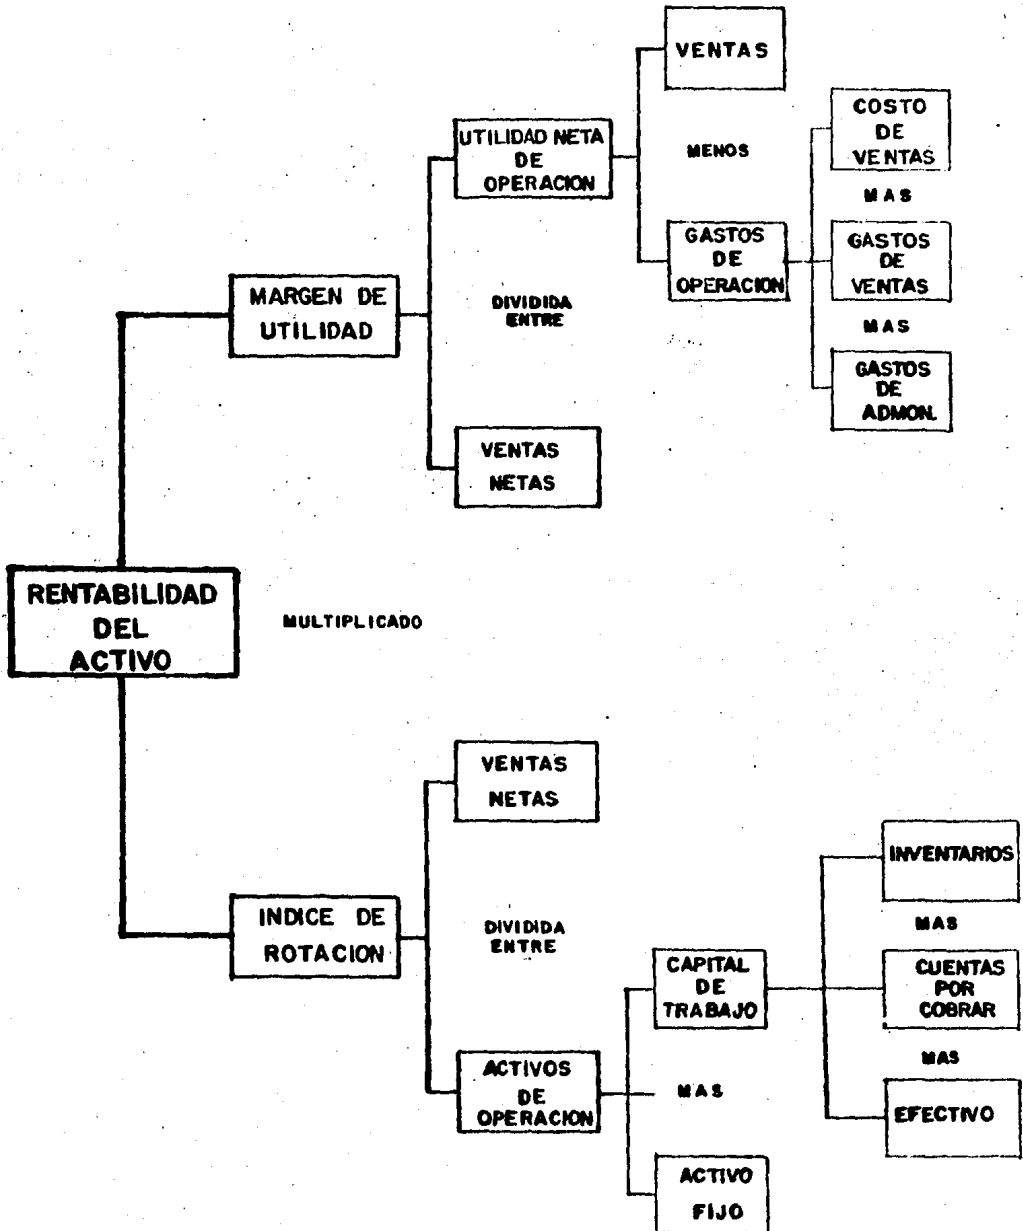 VENTAS
COSTO
DE
VENTAS
UTILIDAD NETA
DE
OPERACION
MENOS
MAS
GASTOS
DE
OPERACION
GASTOS
DE
VENTAS
MARGEN DE
UTILIDAD
DIVIDIDA
ENTRE
MAS
GASTOS
DE
ADMON.
VENTAS
NETAS
RENTABILIDAD
DEL
ACTIVO
MULTIPLICADO
VENTAS
NETAS
INVENTARIOS
INDICE DE
ROTACION
DIVIDIDA
ENTRE
MAS
CAPITAL
DE
TRABAJO
CUENTAS
POR
COBRAR
ACTIVOS
DE
OPERACION
MAS
MAS
EFECTIVO
ACTIVO
FIJO